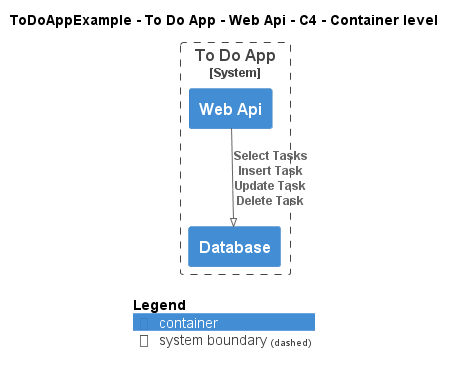 ToDoAppExample - To Do App - Web Api - C4 - Container level
To Do App
[System]
Web Api
Select Tasks
Insert Task
Update Task
Delete Task
Database
Legend
container
system boundary (dashed)